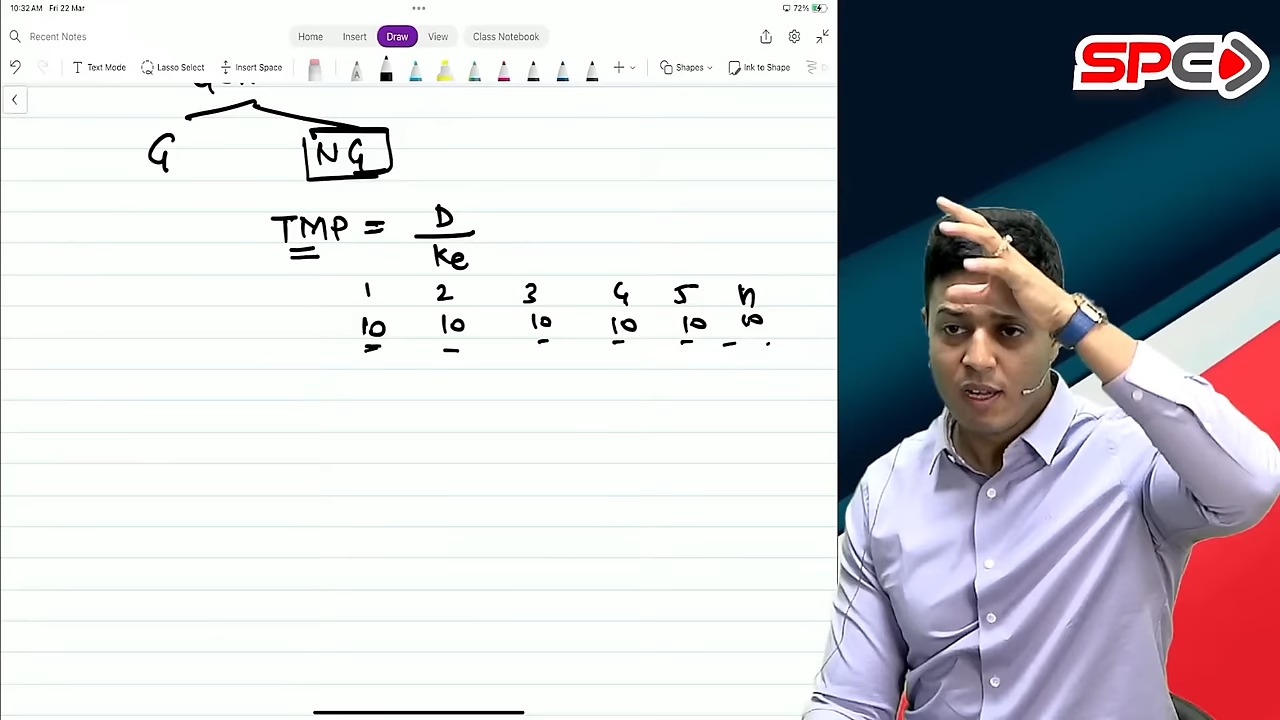 10:32 AM Fri 22 Mar
72%
Recent Notes
Home Insert Draw View Class Notebook
Text Mode Lasso Select Insert Space Shapes Ink to Shape
SPC
G NG
TMP = D / Ke
1 2 3 4 5 n
10 10 10 10 10 10